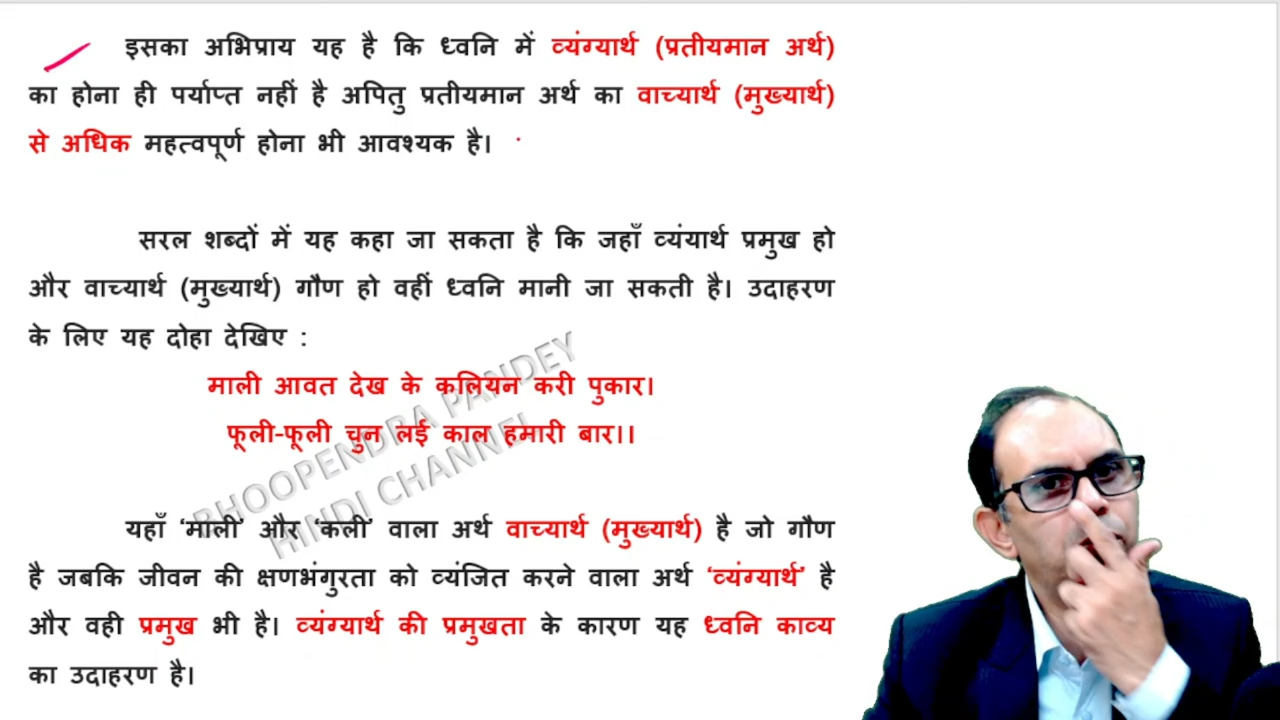 इसका अभिप्राय यह है कि ध्वनि में व्यंग्यार्थ (प्रतीयमान अर्थ)
का होना ही पर्याप्त नहीं है अपितु प्रतीयमान अर्थ का वाच्यार्थ (मुख्यार्थ)
से अधिक महत्वपूर्ण होना भी आवश्यक है।
सरल शब्दों में यह कहा जा सकता है कि जहाँ व्यंयार्थ प्रमुख हो
और वाच्यार्थ (मुख्यार्थ) गौण हो वहीं ध्वनि मानी जा सकती है। उदाहरण
के लिए यह दोहा देखिए :
माली आवत देख के कलियन करी पुकार।
फूली-फूली चुन लई काल हमारी बार।।
BHOOPENDRA PANDEY
HINDI CHANNEL
यहाँ ‘माली’ और ‘कली’ वाला अर्थ वाच्यार्थ (मुख्यार्थ) है जो गौण
है जबकि जीवन की क्षणभंगुरता को व्यंजित करने वाला अर्थ ‘व्यंग्यार्थ’ है
और वही प्रमुख भी है। व्यंग्यार्थ की प्रमुखता के कारण यह ध्वनि काव्य
का उदाहरण है।